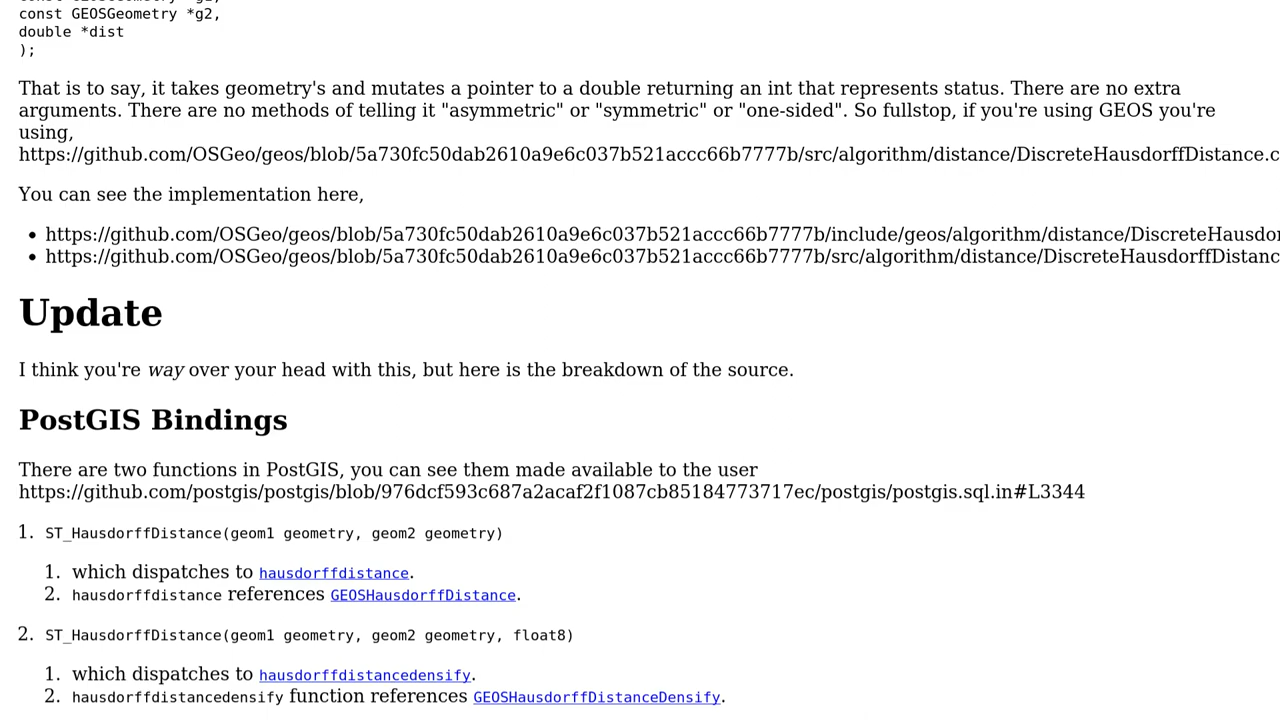 const GEOSGeometry *g1,
const GEOSGeometry *g2,
double *dist
);
That is to say, it takes geometry's and mutates a pointer to a double returning an int that represents status. There are no extra
arguments. There are no methods of telling it "asymmetric" or "symmetric" or "one-sided". So fullstop, if you're using GEOS you're
using,
https://github.com/OSGeo/geos/blob/5a730fc50dab2610a9e6c037b521accc66b7777b/src/algorithm/distance/DiscreteHausdorffDistance.c
You can see the implementation here,
• https://github.com/OSGeo/geos/blob/5a730fc50dab2610a9e6c037b521accc66b7777b/include/geos/algorithm/distance/DiscreteHausdor
• https://github.com/OSGeo/geos/blob/5a730fc50dab2610a9e6c037b521accc66b7777b/src/algorithm/distance/DiscreteHausdorffDistanc
Update
I think you're way over your head with this, but here is the breakdown of the source.
PostGIS Bindings
There are two functions in PostGIS, you can see them made available to the user
https://github.com/postgis/postgis/blob/976dcf593c687a2acaf2f1087cb85184773717ec/postgis/postgis.sql.in#L3344
1. ST_HausdorffDistance(geom1 geometry, geom2 geometry)
1. which dispatches to hausdorffdistance.
2. hausdorffdistance references GEOSHausdorffDistance.
2. ST_HausdorffDistance(geom1 geometry, geom2 geometry, float8)
1. which dispatches to hausdorffdistancedensify.
2. hausdorffdistancedensify function references GEOSHausdorffDistanceDensify.